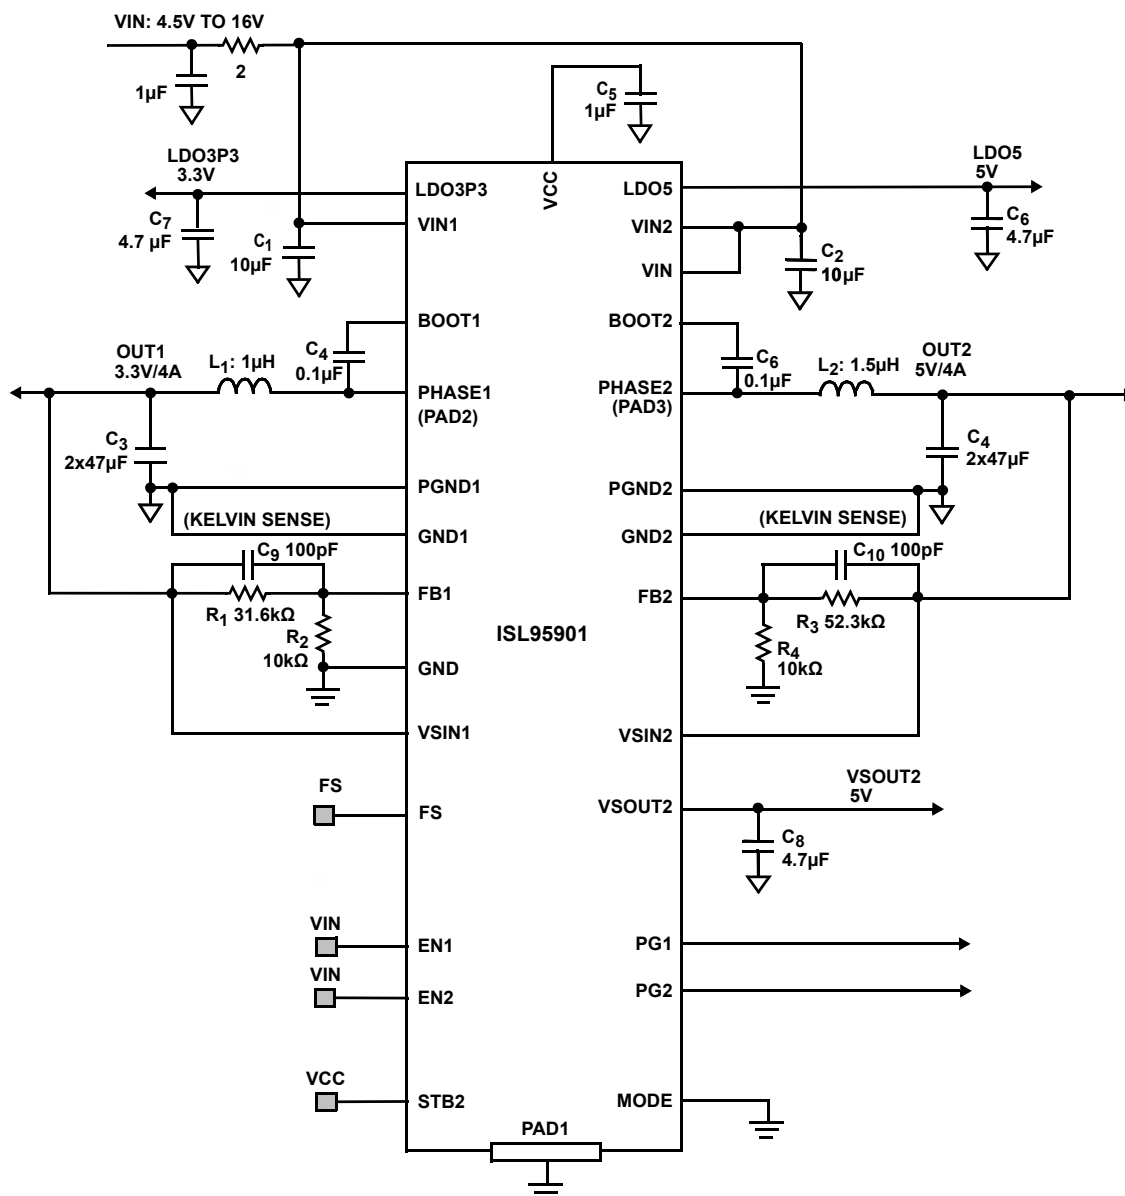 VIN: 4.5V TO 16V
2
1µF
C5
1µF
LDO3P3
3.3V
LDO5
5V
VCC
LDO3P3
LDO5
C7
4.7 µF
VIN1
VIN2
C6
4.7µF
C1
10µF
C2
10µF
VIN
BOOT1
BOOT2
OUT1
3.3V/4A
L1: 1µH
C4
0.1µF
C6
0.1µF
L2: 1.5µH
OUT2
5V/4A
PHASE1
(PAD2)
PHASE2
(PAD3)
C3
2x47µF
C4
2x47µF
PGND1
PGND2
(KELVIN SENSE)
(KELVIN SENSE)
GND1
GND2
C9 100pF
C10 100pF
FB1
FB2
R1 31.6kΩ
R3 52.3kΩ
R2
10kΩ
ISL95901
R4
10kΩ
GND
VSIN1
VSIN2
FS
FS
VSOUT2
5V
VSOUT2
C8
4.7µF
VIN
EN1
PG1
VIN
EN2
PG2
VCC
STB2
MODE
PAD1